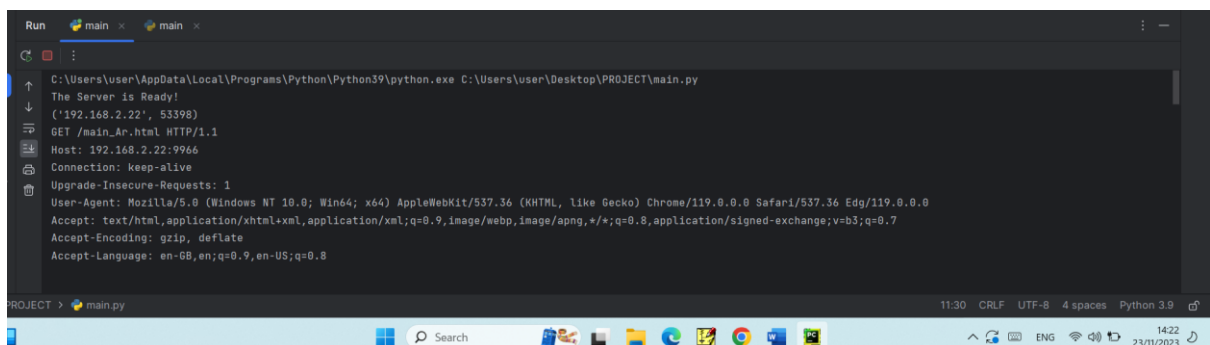 Run main × main ×
C:\Users\user\AppData\Local\Programs\Python\Python39\python.exe C:\Users\user\Desktop\PROJECT\main.py
The Server is Ready!
('192.168.2.22', 53398)
GET /main_Ar.html HTTP/1.1
Host: 192.168.2.22:9966
Connection: keep-alive
Upgrade-Insecure-Requests: 1
User-Agent: Mozilla/5.0 (Windows NT 10.0; Win64; x64) AppleWebKit/537.36 (KHTML, like Gecko) Chrome/119.0.0.0 Safari/537.36 Edg/119.0.0.0
Accept: text/html,application/xhtml+xml,application/xml;q=0.9,image/webp,image/apng,*/*;q=0.8,application/signed-exchange;v=b3;q=0.7
Accept-Encoding: gzip, deflate
Accept-Language: en-GB,en;q=0.9,en-US;q=0.8
PROJECT > main.py 11:30 CRLF UTF-8 4 spaces Python 3.9
Search ENG 14:22
23/11/2023